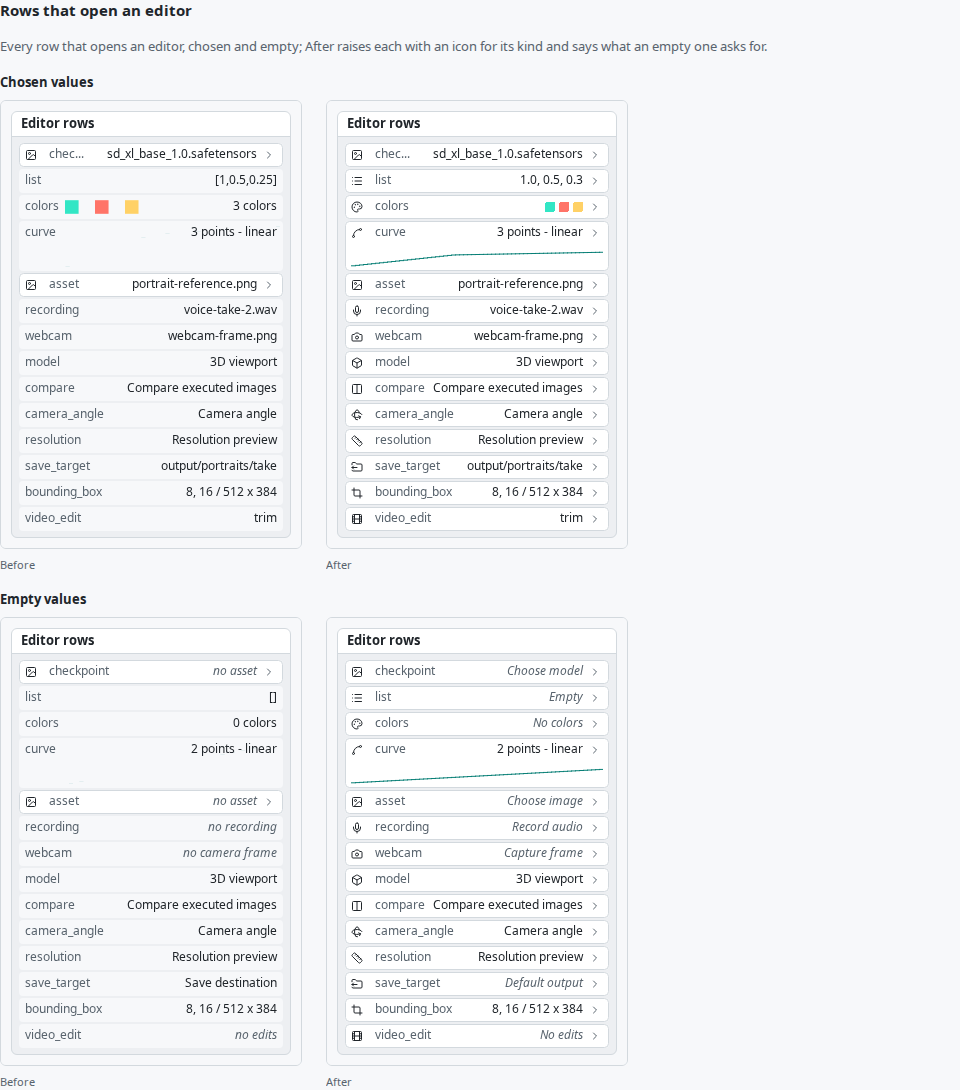 Rows that open an editor
Every row that opens an editor, chosen and empty; After raises each with an icon for its kind and says what an empty one asks for.
Chosen values
Editor rows
chec... sd_xl_base_1.0.safetensors
list [1,0.5,0.25]
colors 3 colors
curve 3 points - linear
asset portrait-reference.png
recording voice-take-2.wav
webcam webcam-frame.png
model 3D viewport
compare Compare executed images
camera_angle Camera angle
resolution Resolution preview
save_target output/portraits/take
bounding_box 8, 16 / 512 x 384
video_edit trim
Before
Editor rows
chec... sd_xl_base_1.0.safetensors
list 1.0, 0.5, 0.3
colors
curve 3 points - linear
asset portrait-reference.png
recording voice-take-2.wav
webcam webcam-frame.png
model 3D viewport
compare Compare executed images
camera_angle Camera angle
resolution Resolution preview
save_target output/portraits/take
bounding_box 8, 16 / 512 x 384
video_edit trim
After
Empty values
Editor rows
checkpoint no asset
list []
colors 0 colors
curve 2 points - linear
asset no asset
recording no recording
webcam no camera frame
model 3D viewport
compare Compare executed images
camera_angle Camera angle
resolution Resolution preview
save_target Save destination
bounding_box 8, 16 / 512 x 384
video_edit no edits
Before
Editor rows
checkpoint Choose model
list Empty
colors No colors
curve 2 points - linear
asset Choose image
recording Record audio
webcam Capture frame
model 3D viewport
compare Compare executed images
camera_angle Camera angle
resolution Resolution preview
save_target Default output
bounding_box 8, 16 / 512 x 384
video_edit No edits
After